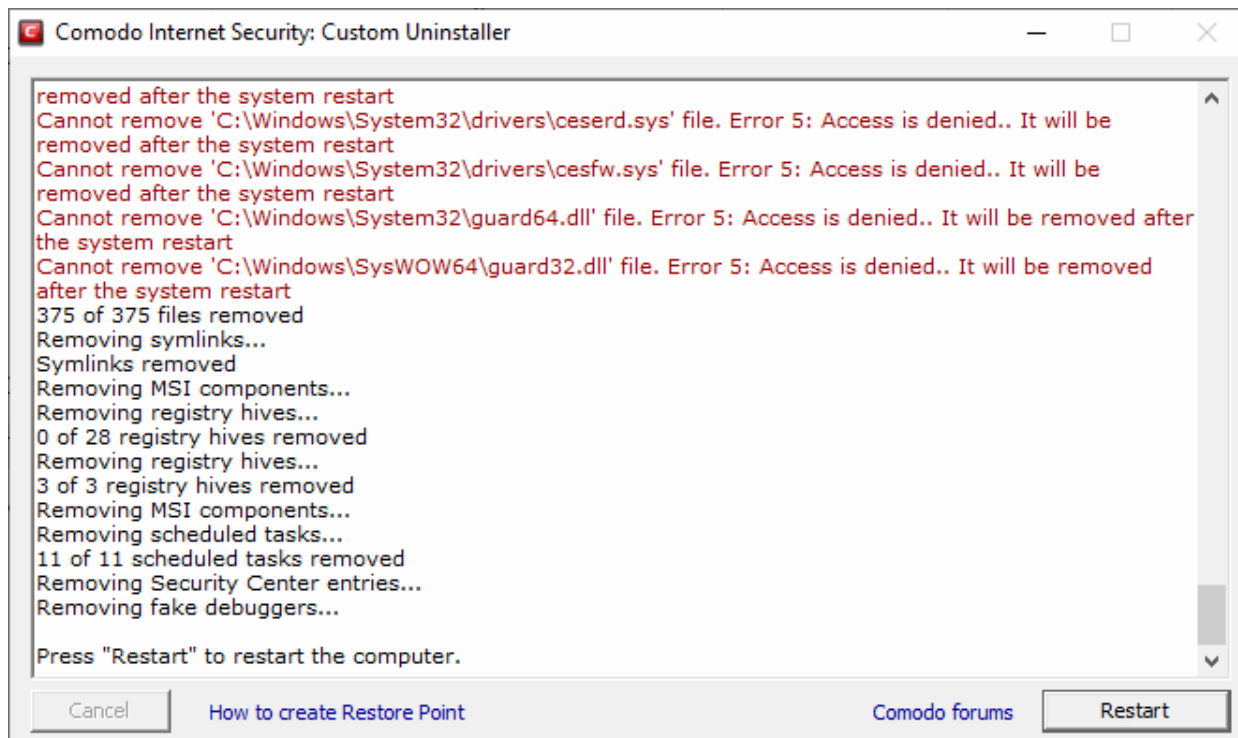 Comodo Internet Security: Custom Uninstaller
removed after the system restart
Cannot remove 'C:\Windows\System32\drivers\ceserd.sys' file. Error 5: Access is denied.. It will be
removed after the system restart
Cannot remove 'C:\Windows\System32\drivers\cesfw.sys' file. Error 5: Access is denied.. It will be
removed after the system restart
Cannot remove 'C:\Windows\System32\guard64.dll' file. Error 5: Access is denied.. It will be removed after
the system restart
Cannot remove 'C:\Windows\SysWOW64\guard32.dll' file. Error 5: Access is denied.. It will be removed
after the system restart
375 of 375 files removed
Removing symlinks...
Symlinks removed
Removing MSI components...
Removing registry hives...
0 of 28 registry hives removed
Removing registry hives...
3 of 3 registry hives removed
Removing MSI components...
Removing scheduled tasks...
11 of 11 scheduled tasks removed
Removing Security Center entries...
Removing fake debuggers...
Press "Restart" to restart the computer.
Cancel How to create Restore Point Comodo forums Restart